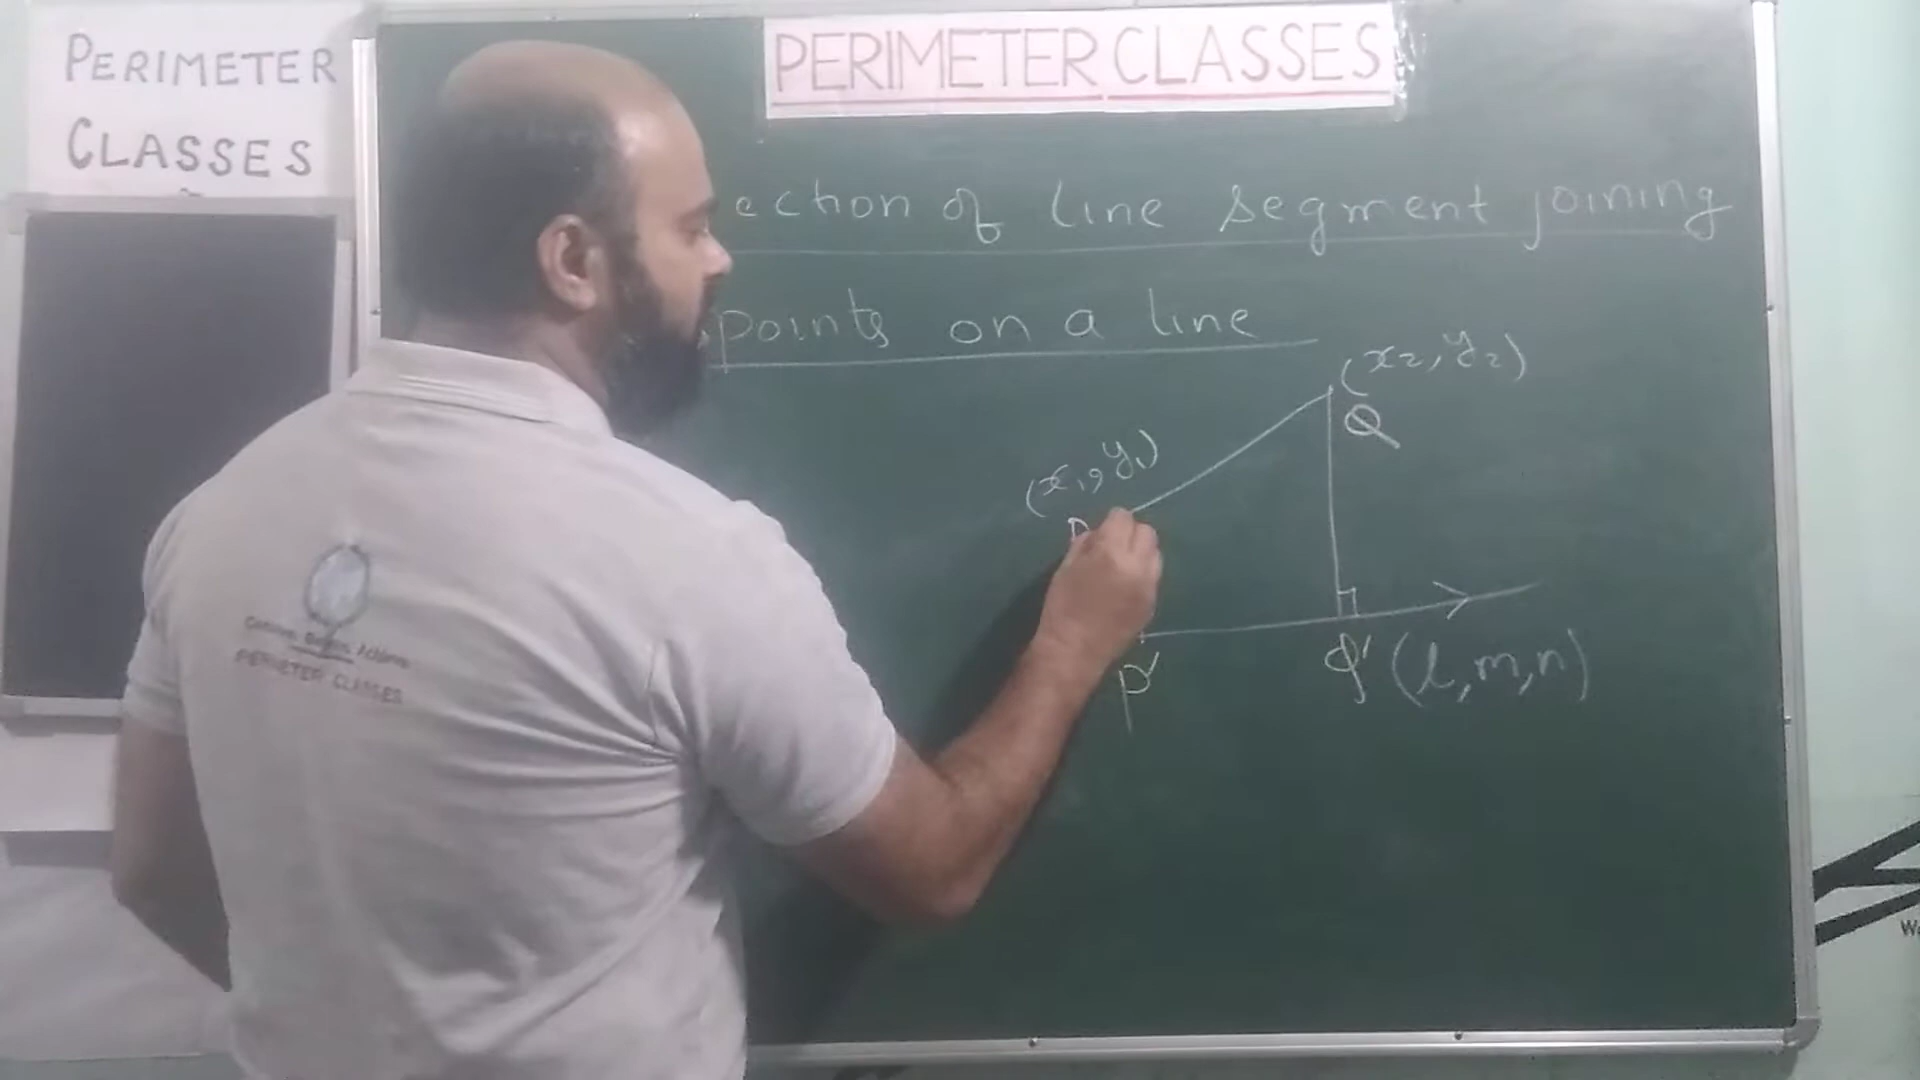 PERIMETER
CLASSES
PERIMETER CLASSES
ection of line segment joining
points on a line
(x₂, y₂)
Q
(x₁, y₁)
P'
Q' (l, m, n)
PERIMETER CLASSES